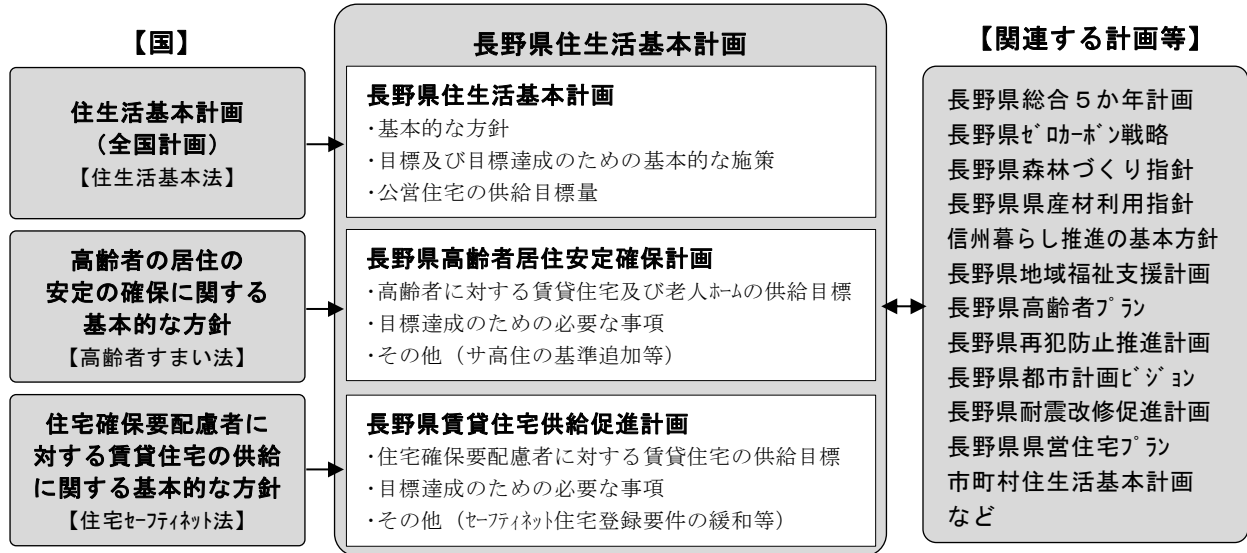 【国】
住生活基本計画
（全国計画）
【住生活基本法】
高齢者の居住の
安定の確保に関する
基本的な方針
【高齢者すまい法】
住宅確保要配慮者に
対する賃貸住宅の供給
に関する基本的な方針
【住宅ｾｰﾌﾃｨﾈｯﾄ法】
長野県住生活基本計画
長野県住生活基本計画
・基本的な方針
・目標及び目標達成のための基本的な施策
・公営住宅の供給目標量
長野県高齢者居住安定確保計画
・高齢者に対する賃貸住宅及び老人ﾎｰﾑの供給目標
・目標達成のための必要な事項
・その他（サ高住の基準追加等）
長野県賃貸住宅供給促進計画
・住宅確保要配慮者に対する賃貸住宅の供給目標
・目標達成のための必要な事項
・その他（ｾｰﾌﾃｨﾈｯﾄ住宅登録要件の緩和等）
【関連する計画等】
長野県総合５か年計画
長野県ｾﾞﾛｶｰﾎﾞﾝ戦略
長野県森林づくり指針
長野県県産材利用指針
信州暮らし推進の基本方針
長野県地域福祉支援計画
長野県高齢者ﾌﾟﾗﾝ
長野県再犯防止推進計画
長野県都市計画ﾋﾞｼﾞｮﾝ
長野県耐震改修促進計画
長野県県営住宅ﾌﾟﾗﾝ
市町村住生活基本計画
など